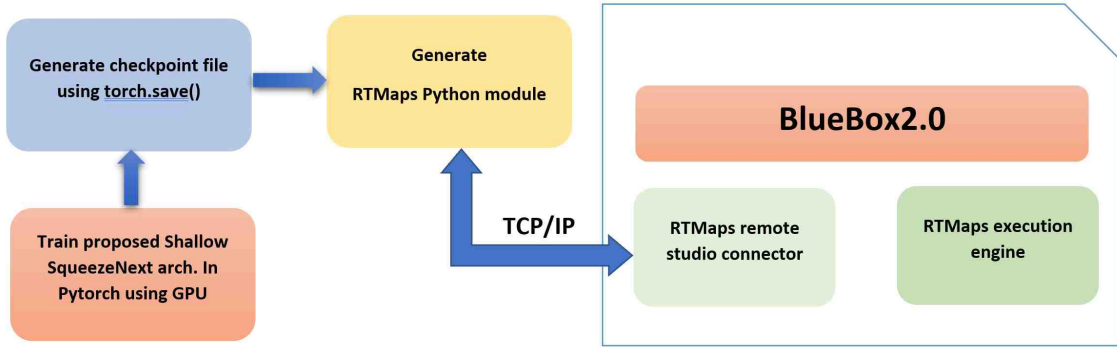 Generate checkpoint file
using torch.save()
Generate
RTMaps Python module
BlueBox2.0
Train proposed Shallow
SqueezeNext arch. In
Pytorch using GPU
TCP/IP
RTMaps remote
studio connector
RTMaps execution
engine